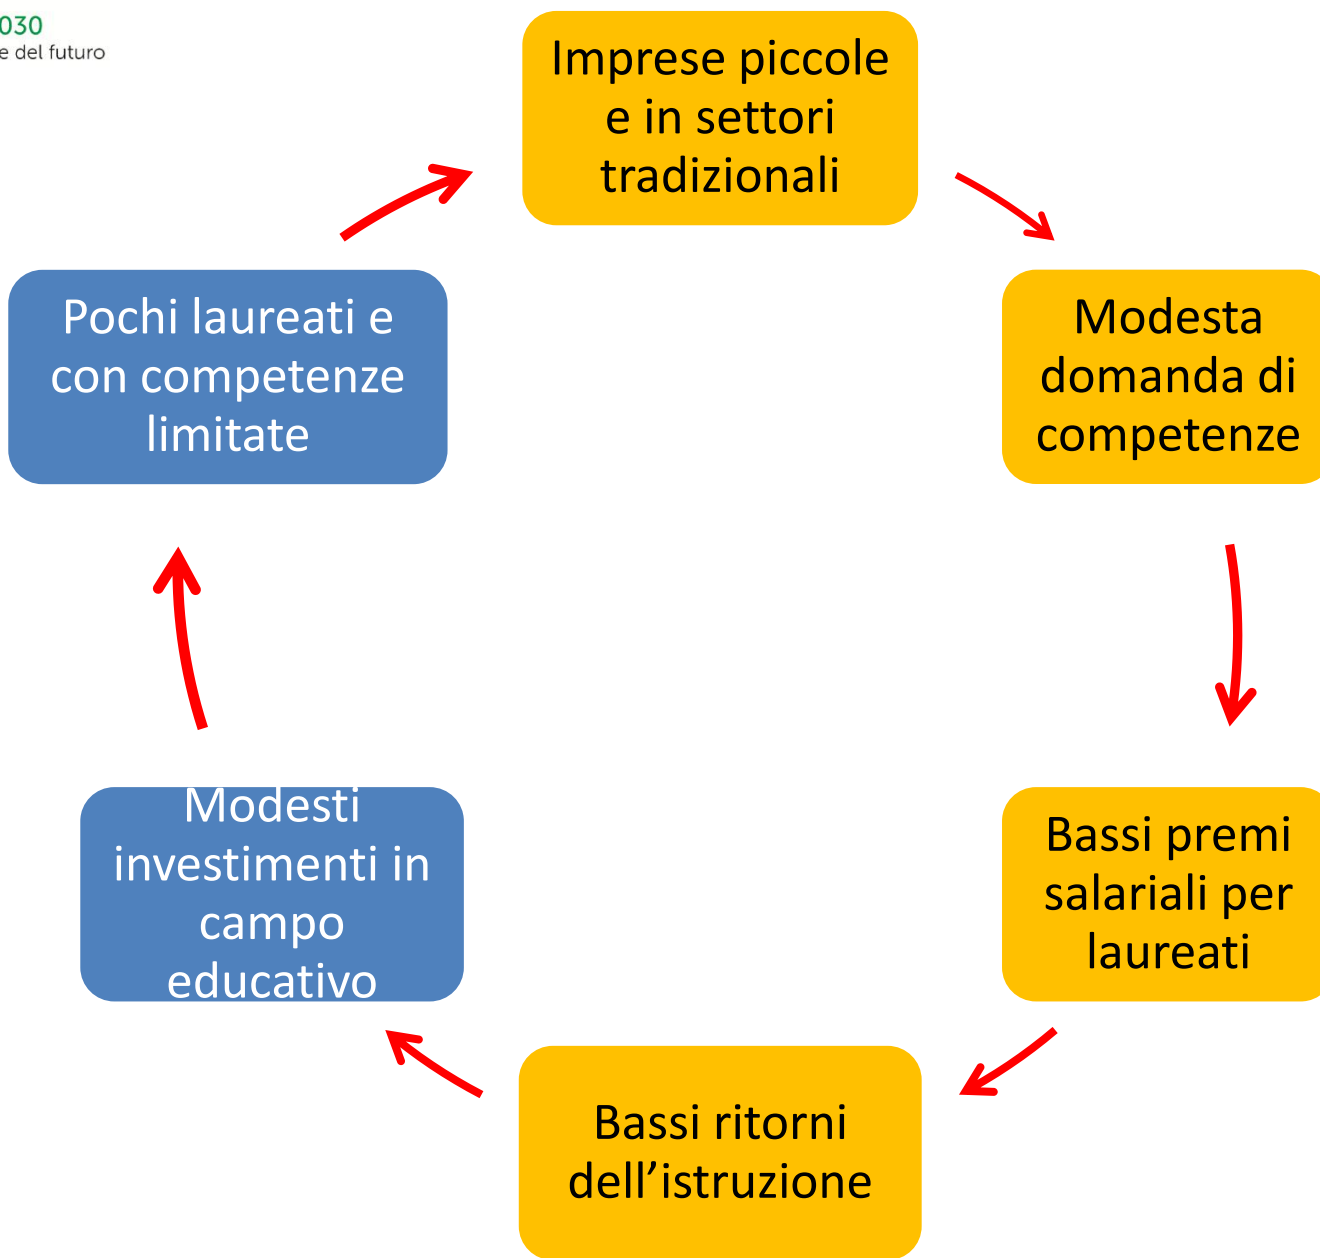 030
e del futuro
Imprese piccole
e in settori
tradizionali
Pochi laureati e
con competenze
limitate
Modesta
domanda di
competenze
Modesti
investimenti in
campo
educativo
Bassi premi
salariali per
laureati
Bassi ritorni
dell’istruzione